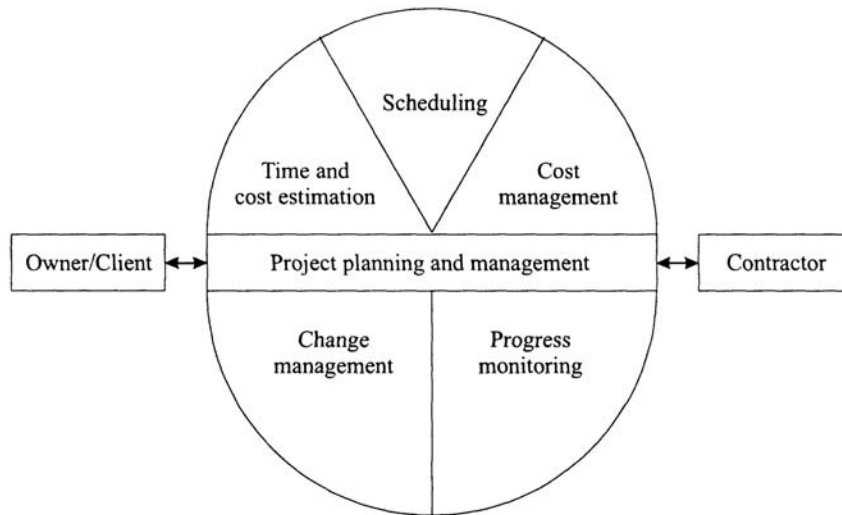 Scheduling
Time and
cost estimation
Cost
management
Owner/Client
Project planning and management
Contractor
Change
management
Progress
monitoring